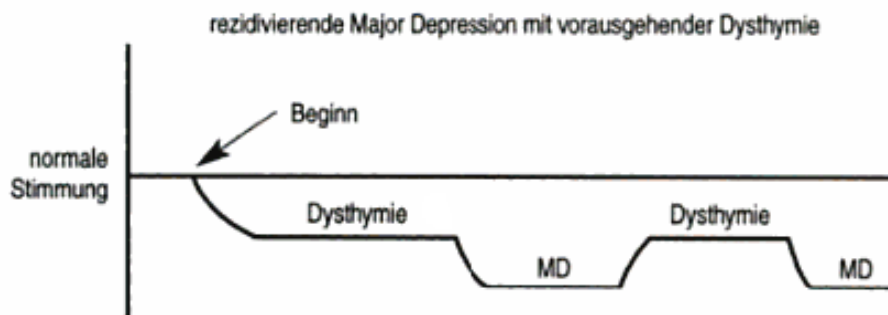 rezidivierende Major Depression mit vorausgehender Dysthymie
Beginn
normale
Stimmung
Dysthymie
Dysthymie
MD
MD